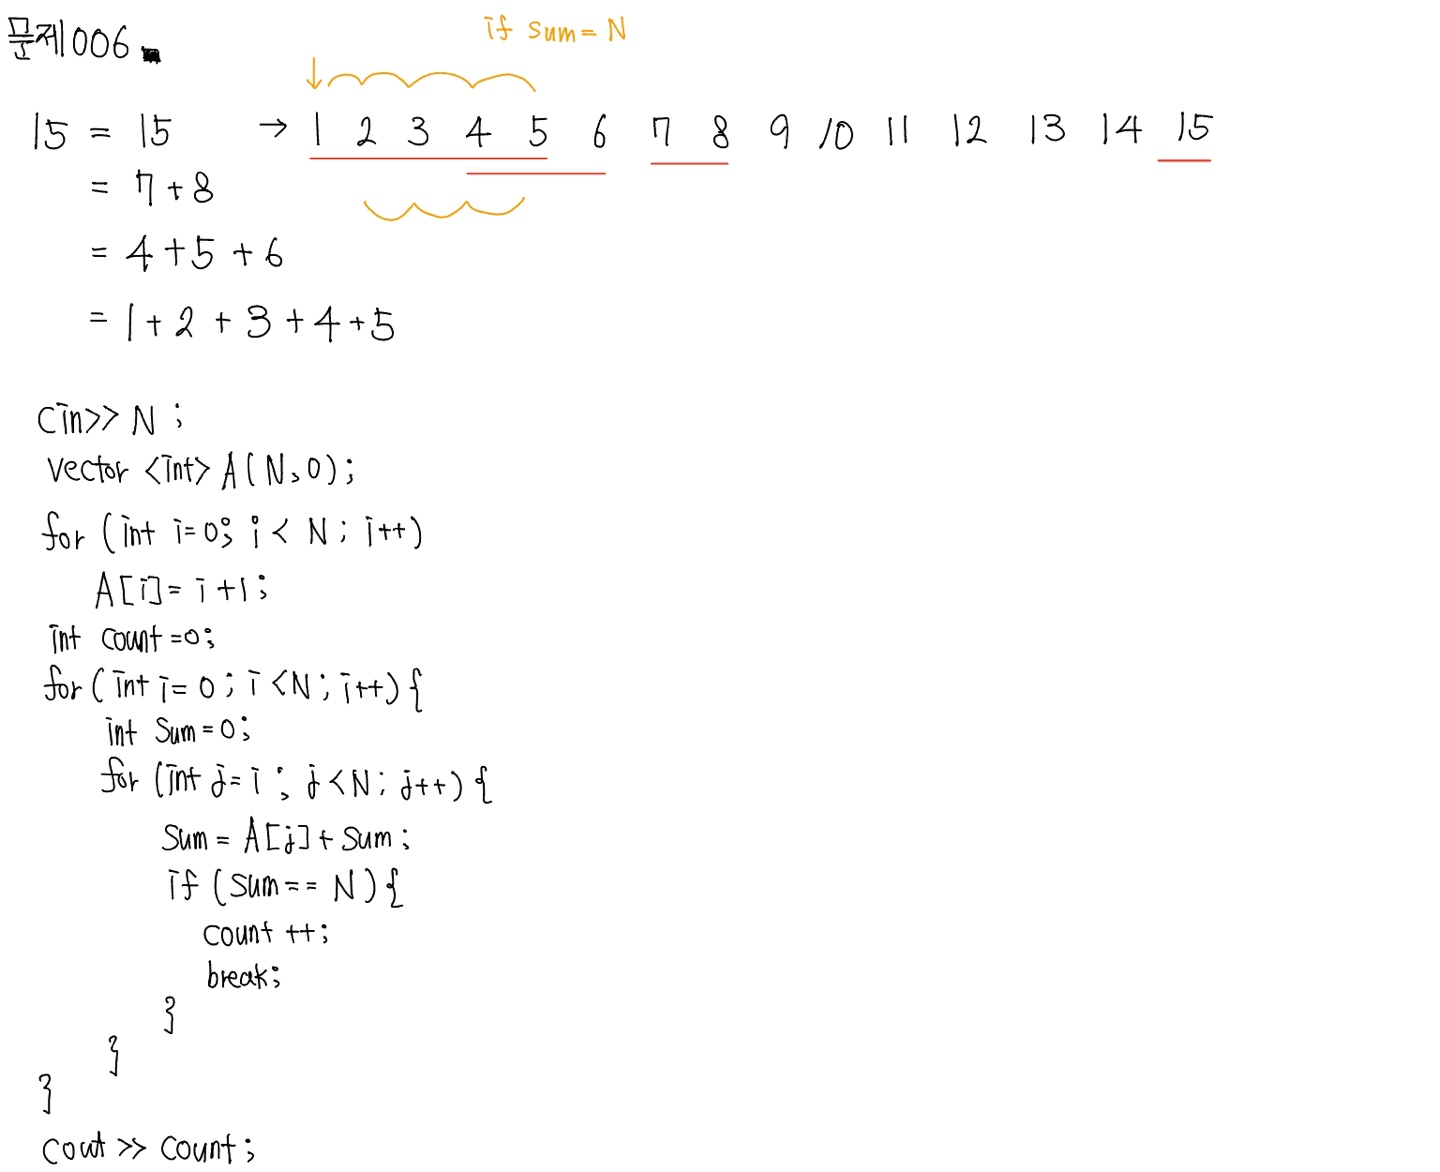 문제006.
if sum = N
15 = 15 → 1 2 3 4 5 6 7 8 9 10 11 12 13 14 15
= 7 + 8
= 4 + 5 + 6
= 1 + 2 + 3 + 4 + 5
cin>> N ;
vector <int> A(N,0);
for (int i=0; i < N ; i++)
A[i]= i +1;
int count =0;
for (int i= 0 ; i <N ; i++) {
int sum = 0;
for (int j= i ; j <N ; j++) {
sum = A[j] + sum ;
if (sum == N) {
count ++;
break;
}
}
}
cout >> count ;